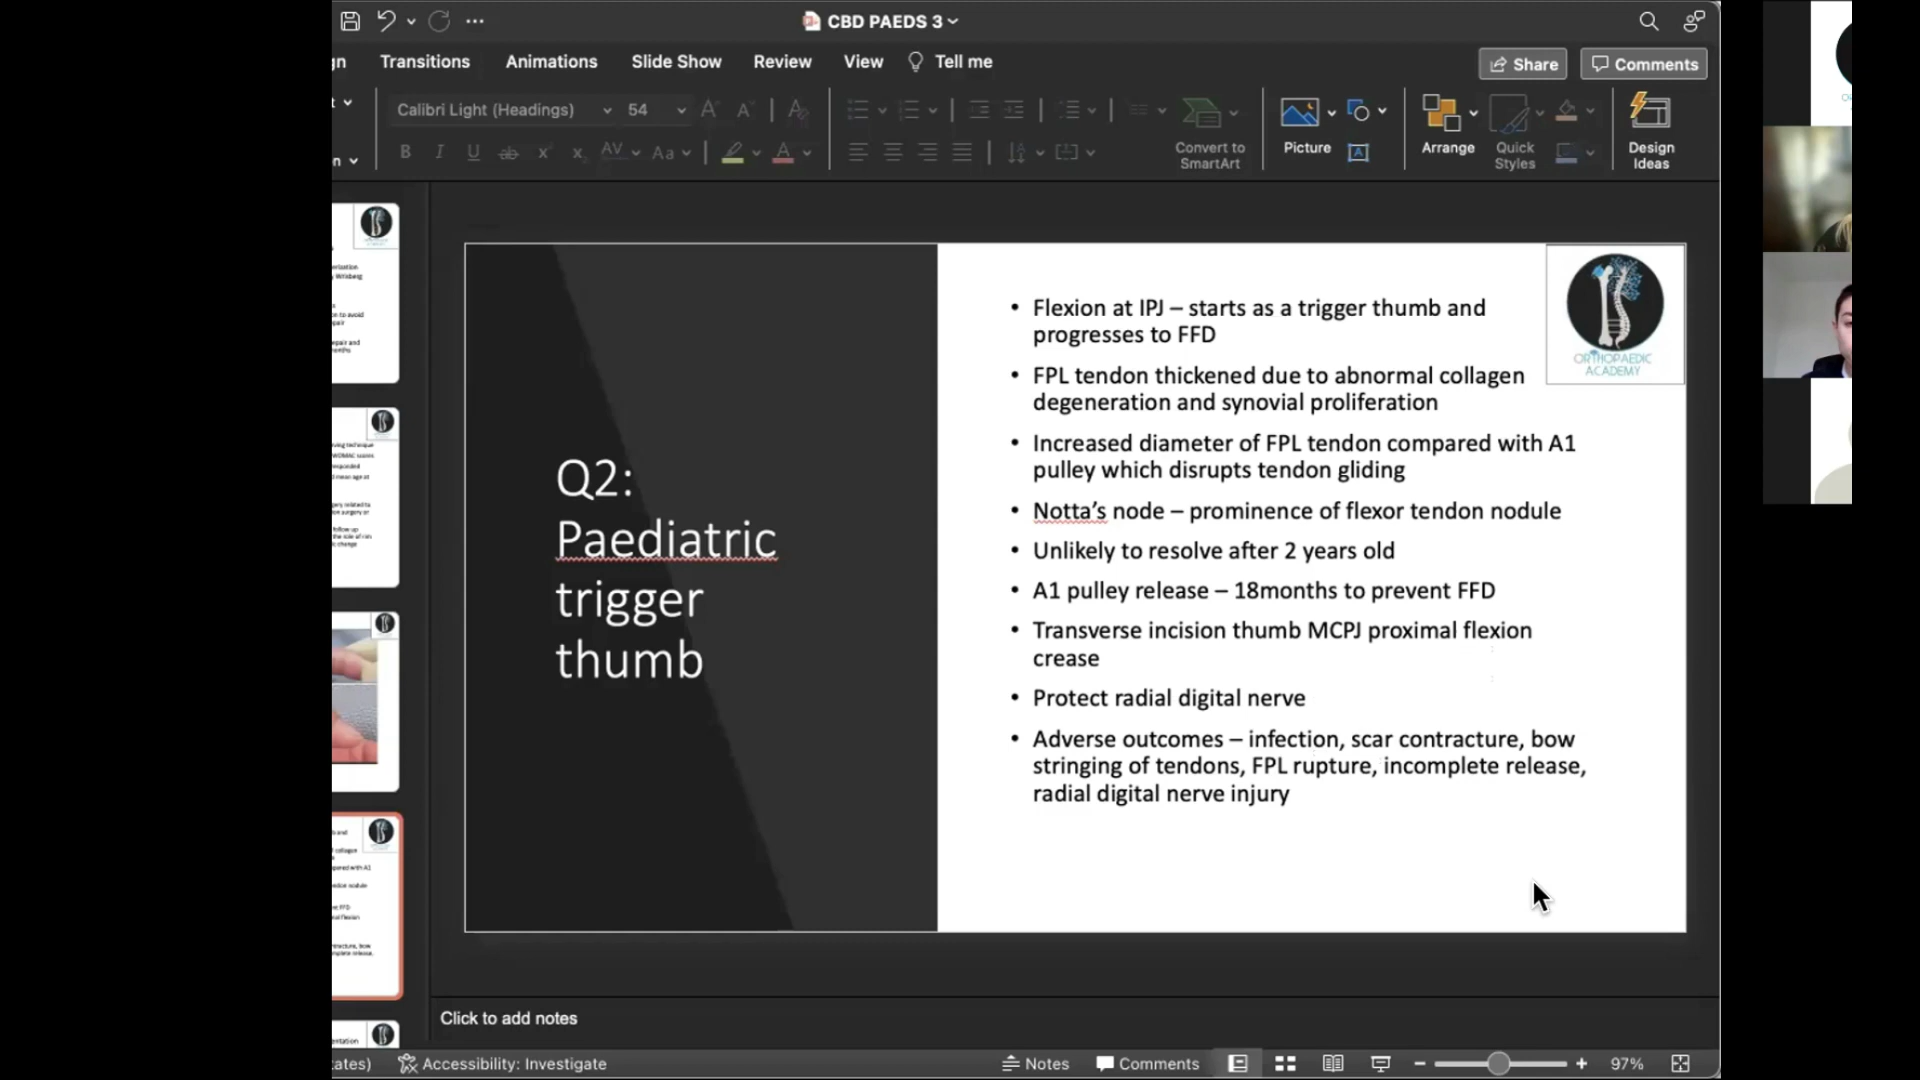 CBD PAEDS 3
Transitions
Animations
Slide Show
Review
View
Tell me
Share
Comments
Calibri Light (Headings)
54
Convert to
SmartArt
Picture
Arrange
Quick
Styles
Design
Ideas
Q2:
Paediatric
trigger
thumb
• Flexion at IPJ – starts as a trigger thumb and
progresses to FFD
• FPL tendon thickened due to abnormal collagen
degeneration and synovial proliferation
• Increased diameter of FPL tendon compared with A1
pulley which disrupts tendon gliding
• Notta's node – prominence of flexor tendon nodule
• Unlikely to resolve after 2 years old
• A1 pulley release – 18months to prevent FFD
• Transverse incision thumb MCPJ proximal flexion
crease
• Protect radial digital nerve
• Adverse outcomes – infection, scar contracture, bow
stringing of tendons, FPL rupture, incomplete release,
radial digital nerve injury
ORTHOPAEDIC
ACADEMY
Click to add notes
Accessibility: Investigate
Notes
Comments
97%